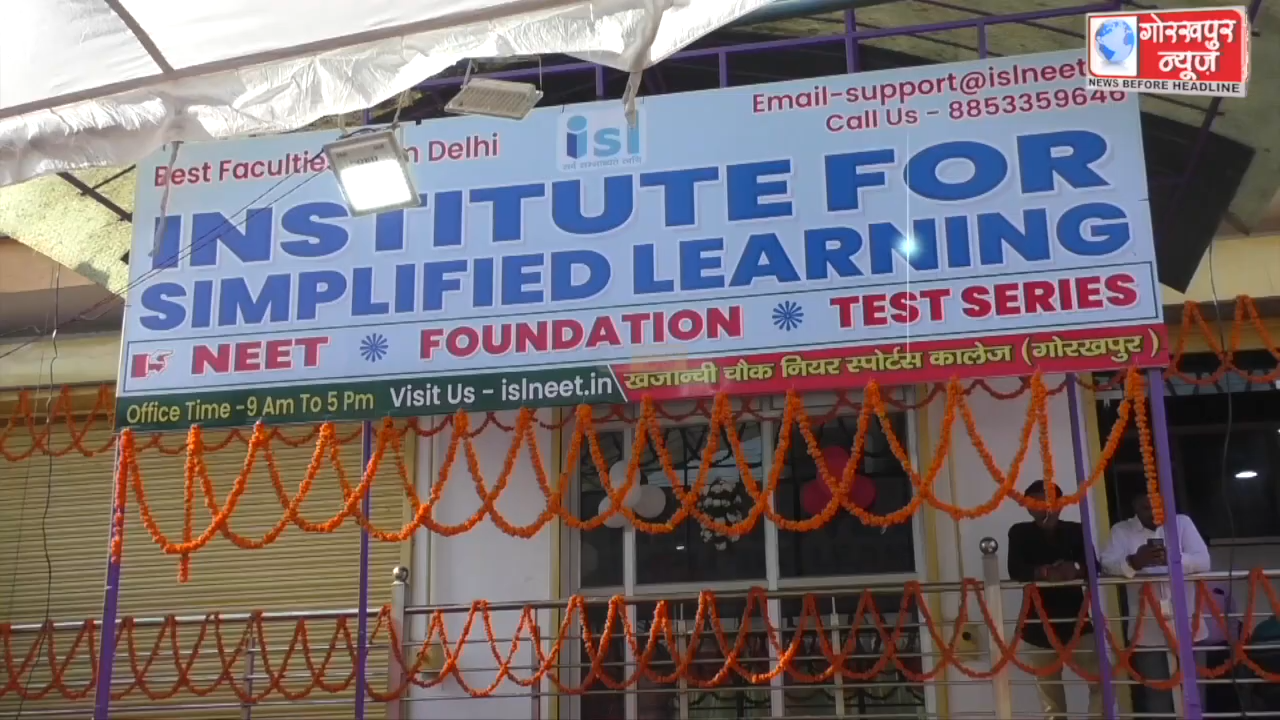 गोरखपुर
न्यूज़
NEWS BEFORE HEADLINE
Email-support@islneet
Call Us - 8853359646
Best Faculties Delhi
isl
INSTITUTE FOR
SIMPLIFIED LEARNING
NEET FOUNDATION TEST SERIES
Office Time -9 Am To 5 Pm
Visit Us - islneet.in
खजान्ची चौक नियर स्पोर्टस कालेज (गोरखपुर)